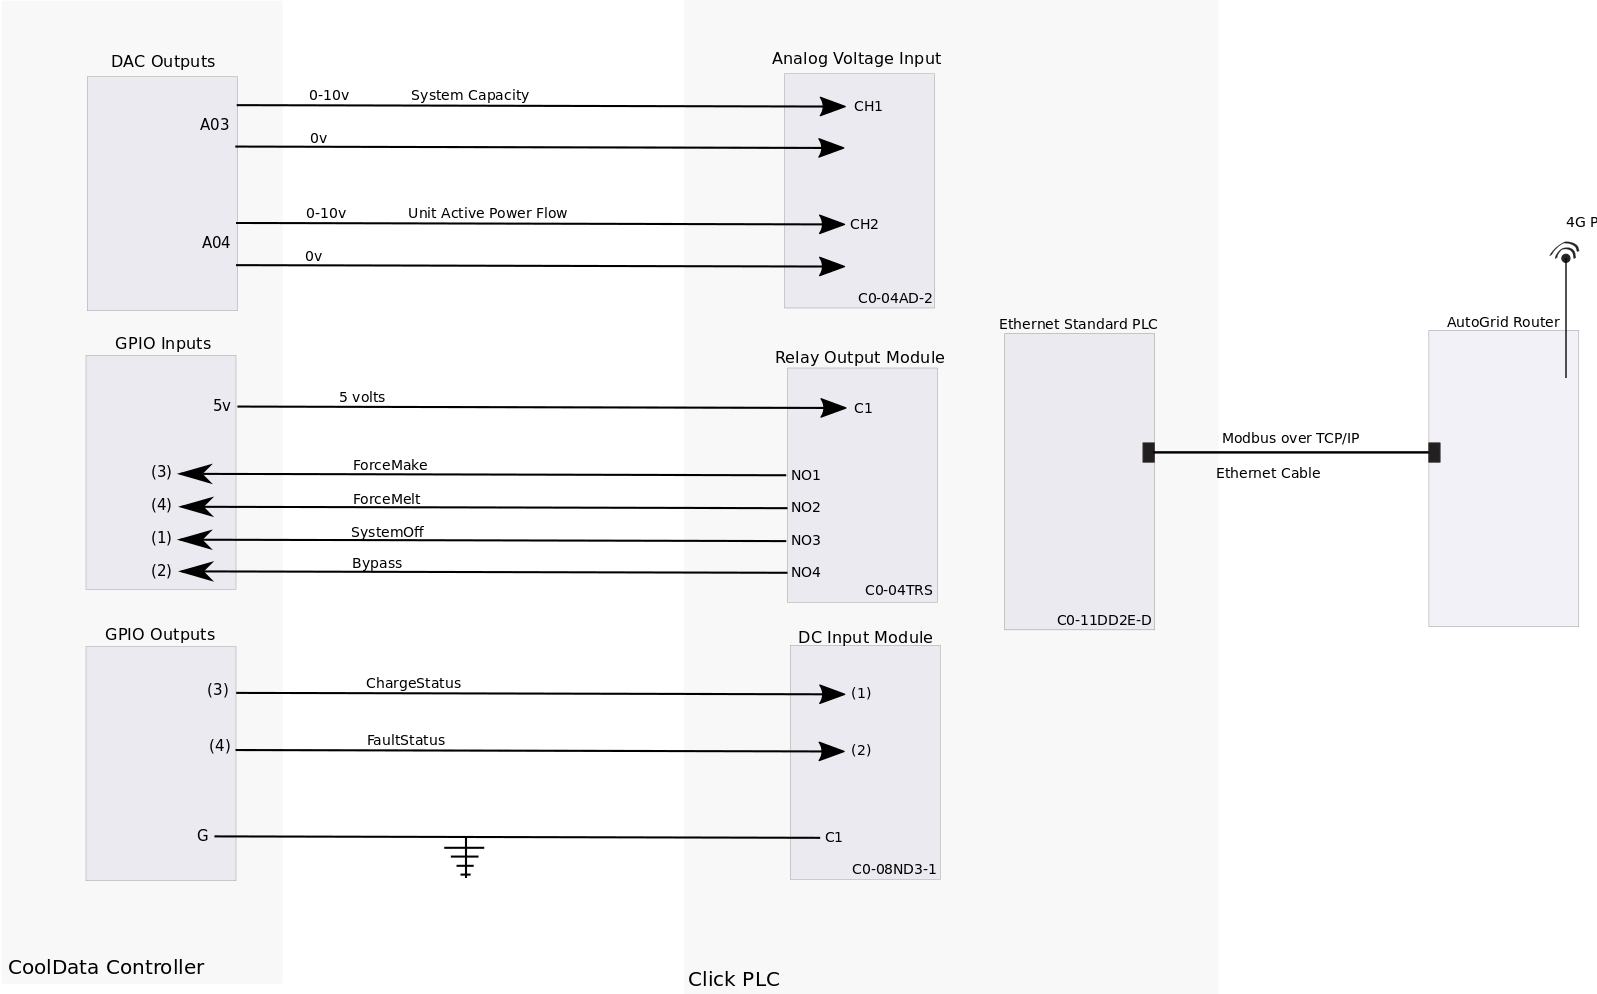 DAC Outputs
A03
A04
0-10v
System Capacity
0v
0-10v
Unit Active Power Flow
0v
Analog Voltage Input
CH1
CH2
C0-04AD-2
GPIO Inputs
5v
(3)
(4)
(1)
(2)
5 volts
ForceMake
ForceMelt
SystemOff
Bypass
Relay Output Module
C1
NO1
NO2
NO3
NO4
C0-04TRS
GPIO Outputs
(3)
(4)
G
ChargeStatus
FaultStatus
DC Input Module
(1)
(2)
C1
C0-08ND3-1
Ethernet Standard PLC
C0-11DD2E-D
Modbus over TCP/IP
Ethernet Cable
4G
AutoGrid Router
CoolData Controller
Click PLC